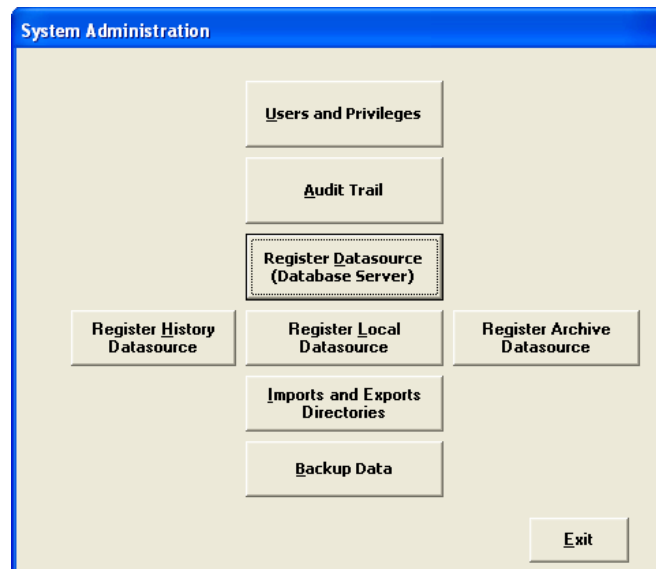 System Administration
Users and Privileges
Audit Trail
Register Datasource
(Database Server)
Register History
Datasource
Register Local
Datasource
Register Archive
Datasource
Imports and Exports
Directories
Backup Data
Exit